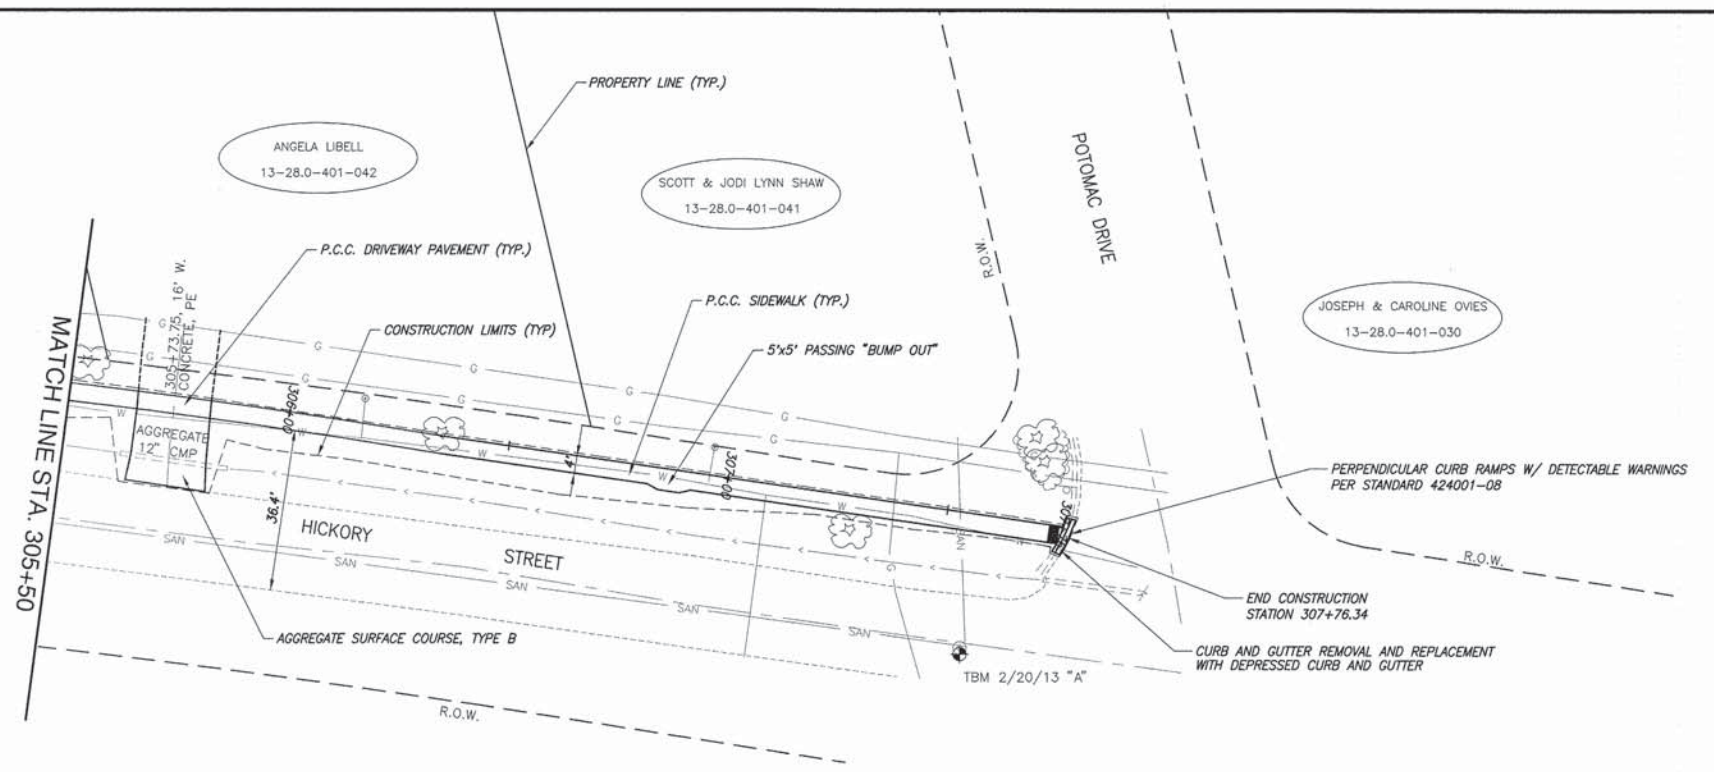 PROPERTY LINE (TYP.)
ANGELA LIBELL
13-28.0-401-042
SCOTT & JODI LYNN SHAW
13-28.0-401-041
POTOMAC DRIVE
R.O.W.
P.C.C. DRIVEWAY PAVEMENT (TYP.)
305+73.75, 16' W.
CONCRETE, PE
P.C.C. SIDEWALK (TYP.)
JOSEPH & CAROLINE OVIES
13-28.0-401-030
CONSTRUCTION LIMITS (TYP)
5'x5' PASSING "BUMP OUT"
MATCH LINE STA. 305+50
G G G G G
G G G G G
306+00
307+00
W W W W W
AGGREGATE
12" CMP
4'
36.4'
PERPENDICULAR CURB RAMPS W/ DETECTABLE WARNINGS
PER STANDARD 424001-08
HICKORY
STREET
SAN SAN SAN SAN
SAN
G
R.O.W.
END CONSTRUCTION
STATION 307+76.34
AGGREGATE SURFACE COURSE, TYPE B
CURB AND GUTTER REMOVAL AND REPLACEMENT
WITH DEPRESSED CURB AND GUTTER
TBM 2/20/13 "A"
R.O.W.